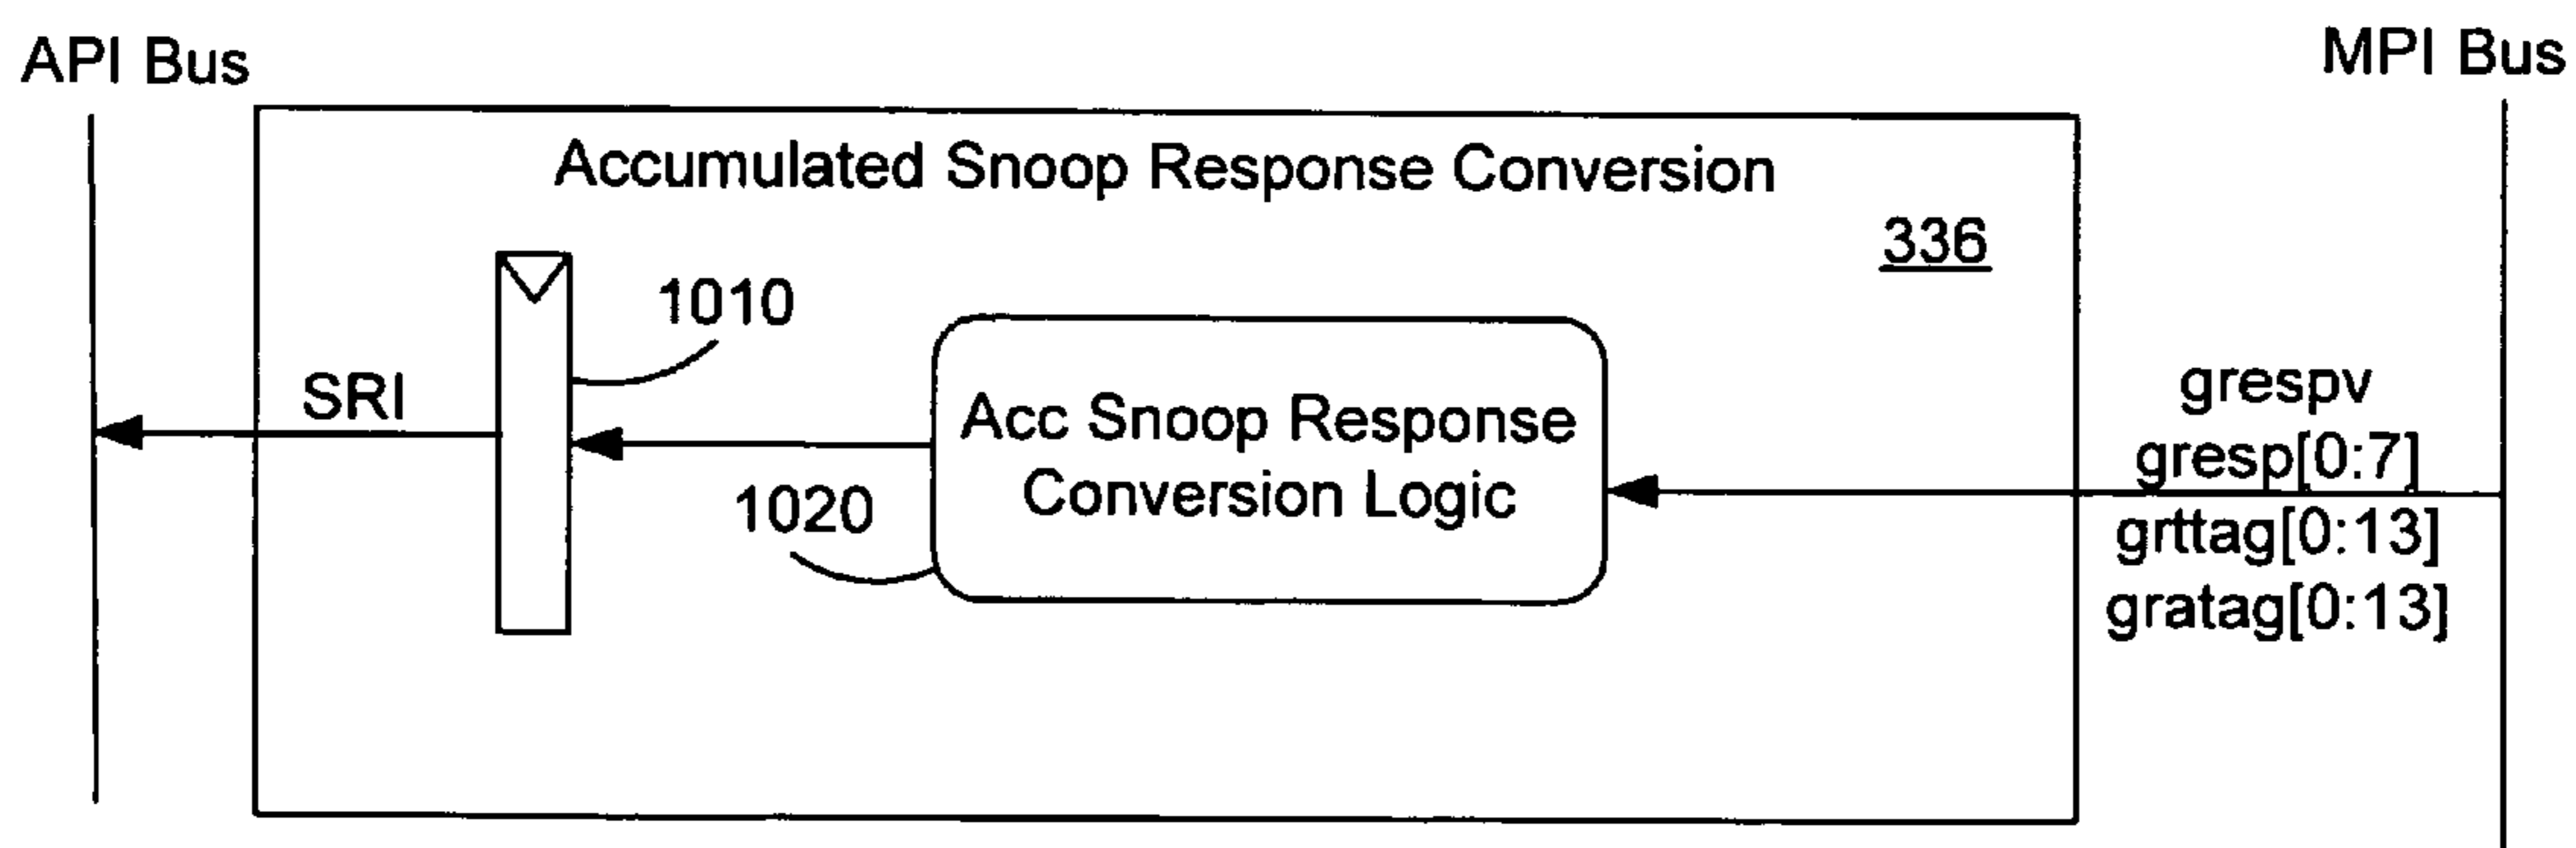 API Bus
MPI Bus
Accumulated Snoop Response Conversion
336
1010
SRI
Acc Snoop Response
Conversion Logic
1020
grespv
gresp[0:7]
grttag[0:13]
gratag[0:13]